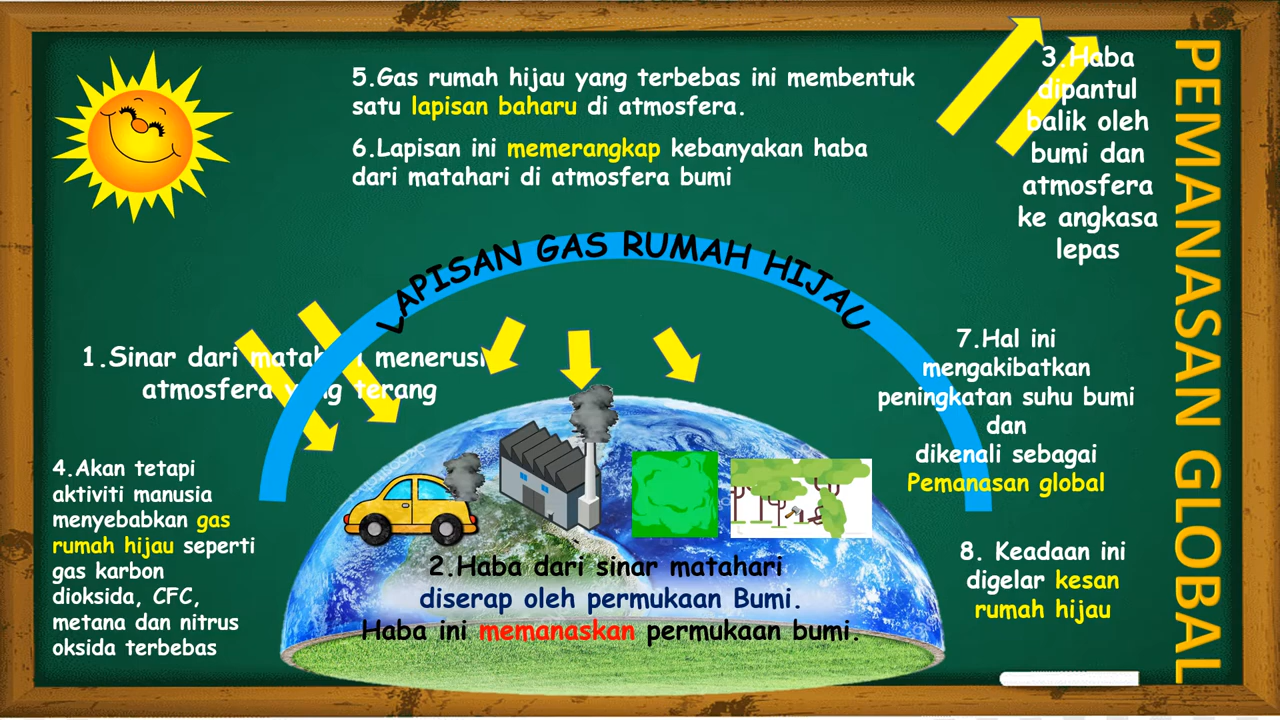 PEMANASAN GLOBAL
5.Gas rumah hijau yang terbebas ini membentuk
satu lapisan baharu di atmosfera.
6.Lapisan ini memerangkap kebanyakan haba
dari matahari di atmosfera bumi
3.Haba
dipantul
balik oleh
bumi dan
atmosfera
ke angkasa
lepas
LAPISAN GAS RUMAH HIJAU
1.Sinar dari matahari menerusi
atmosfera yang terang
7.Hal ini
mengakibatkan
peningkatan suhu bumi
dan
dikenali sebagai
Pemanasan global
4.Akan tetapi
aktiviti manusia
menyebabkan gas
rumah hijau seperti
gas karbon
dioksida, CFC,
metana dan nitrus
oksida terbebas
2.Haba dari sinar matahari
diserap oleh permukaan Bumi.
Haba ini memanaskan permukaan bumi.
8. Keadaan ini
digelar kesan
rumah hijau